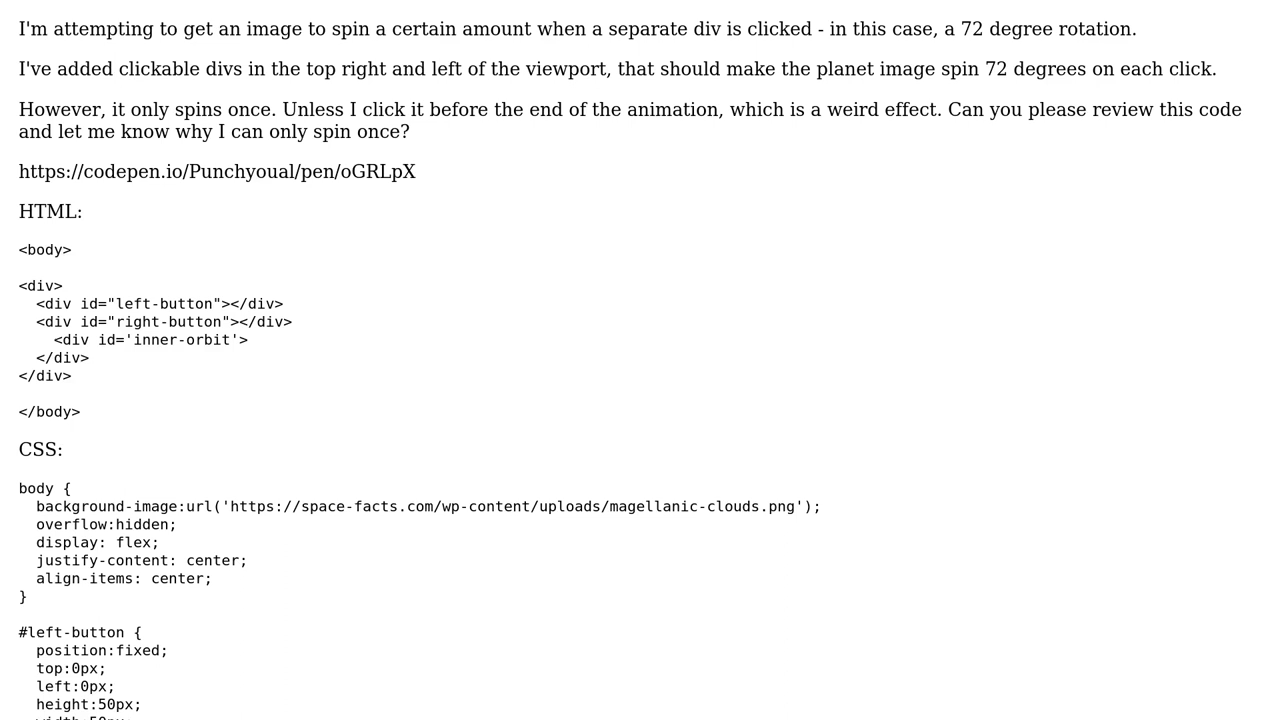 I'm attempting to get an image to spin a certain amount when a separate div is clicked - in this case, a 72 degree rotation.
I've added clickable divs in the top right and left of the viewport, that should make the planet image spin 72 degrees on each click.
However, it only spins once. Unless I click it before the end of the animation, which is a weird effect. Can you please review this code
and let me know why I can only spin once?
https://codepen.io/Punchyoual/pen/oGRLpX
HTML:
<body>
<div>
  <div id="left-button"></div>
  <div id="right-button"></div>
    <div id='inner-orbit'>
  </div>
</div>
</body>
CSS:
body {
  background-image:url('https://space-facts.com/wp-content/uploads/magellanic-clouds.png');
  overflow:hidden;
  display: flex;
  justify-content: center;
  align-items: center;
}
#left-button {
  position:fixed;
  top:0px;
  left:0px;
  height:50px;
  width:50px;